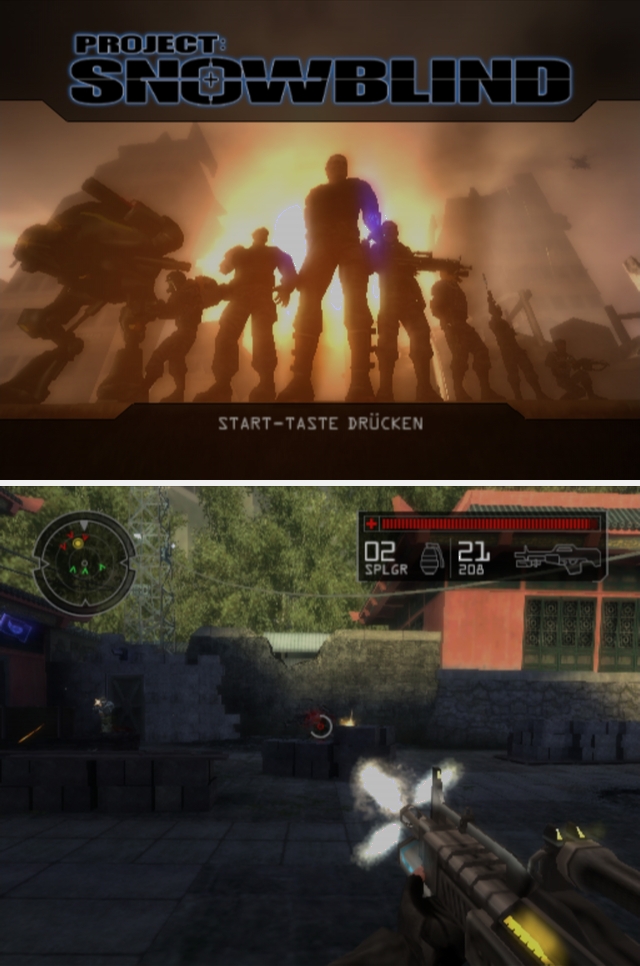 PROJECT:
SNOWBLIND
START-TASTE DRÜCKEN
02 21
SPLGR 208